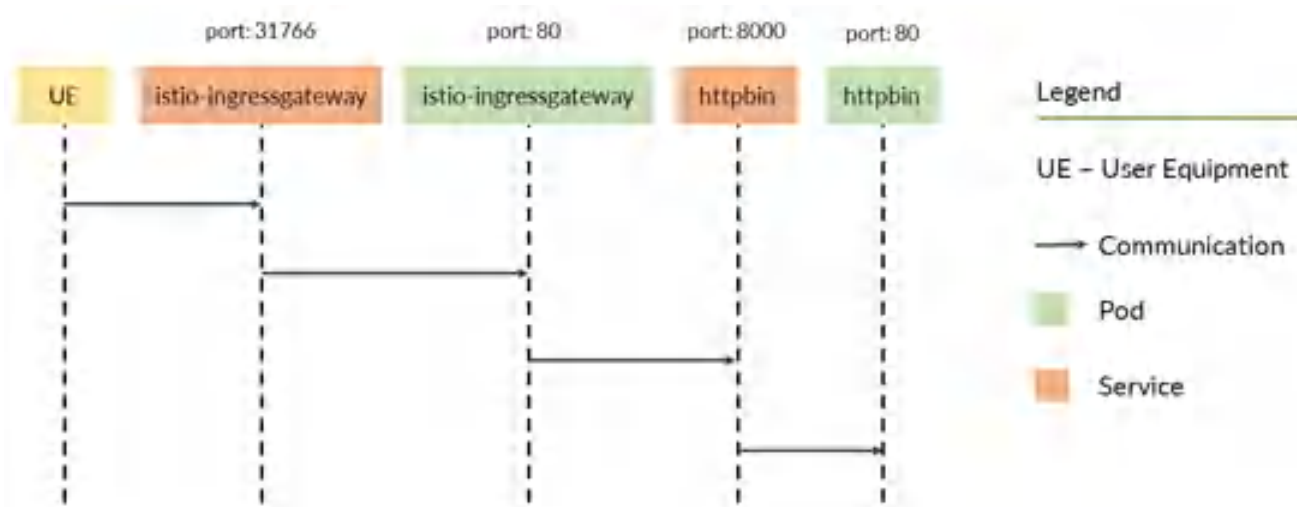 port: 31766 port: 80 port: 8000 port: 80
UE istio-ingressgateway istio-ingressgateway httpbin httpbin
Legend
UE – User Equipment
Communication
Pod
Service